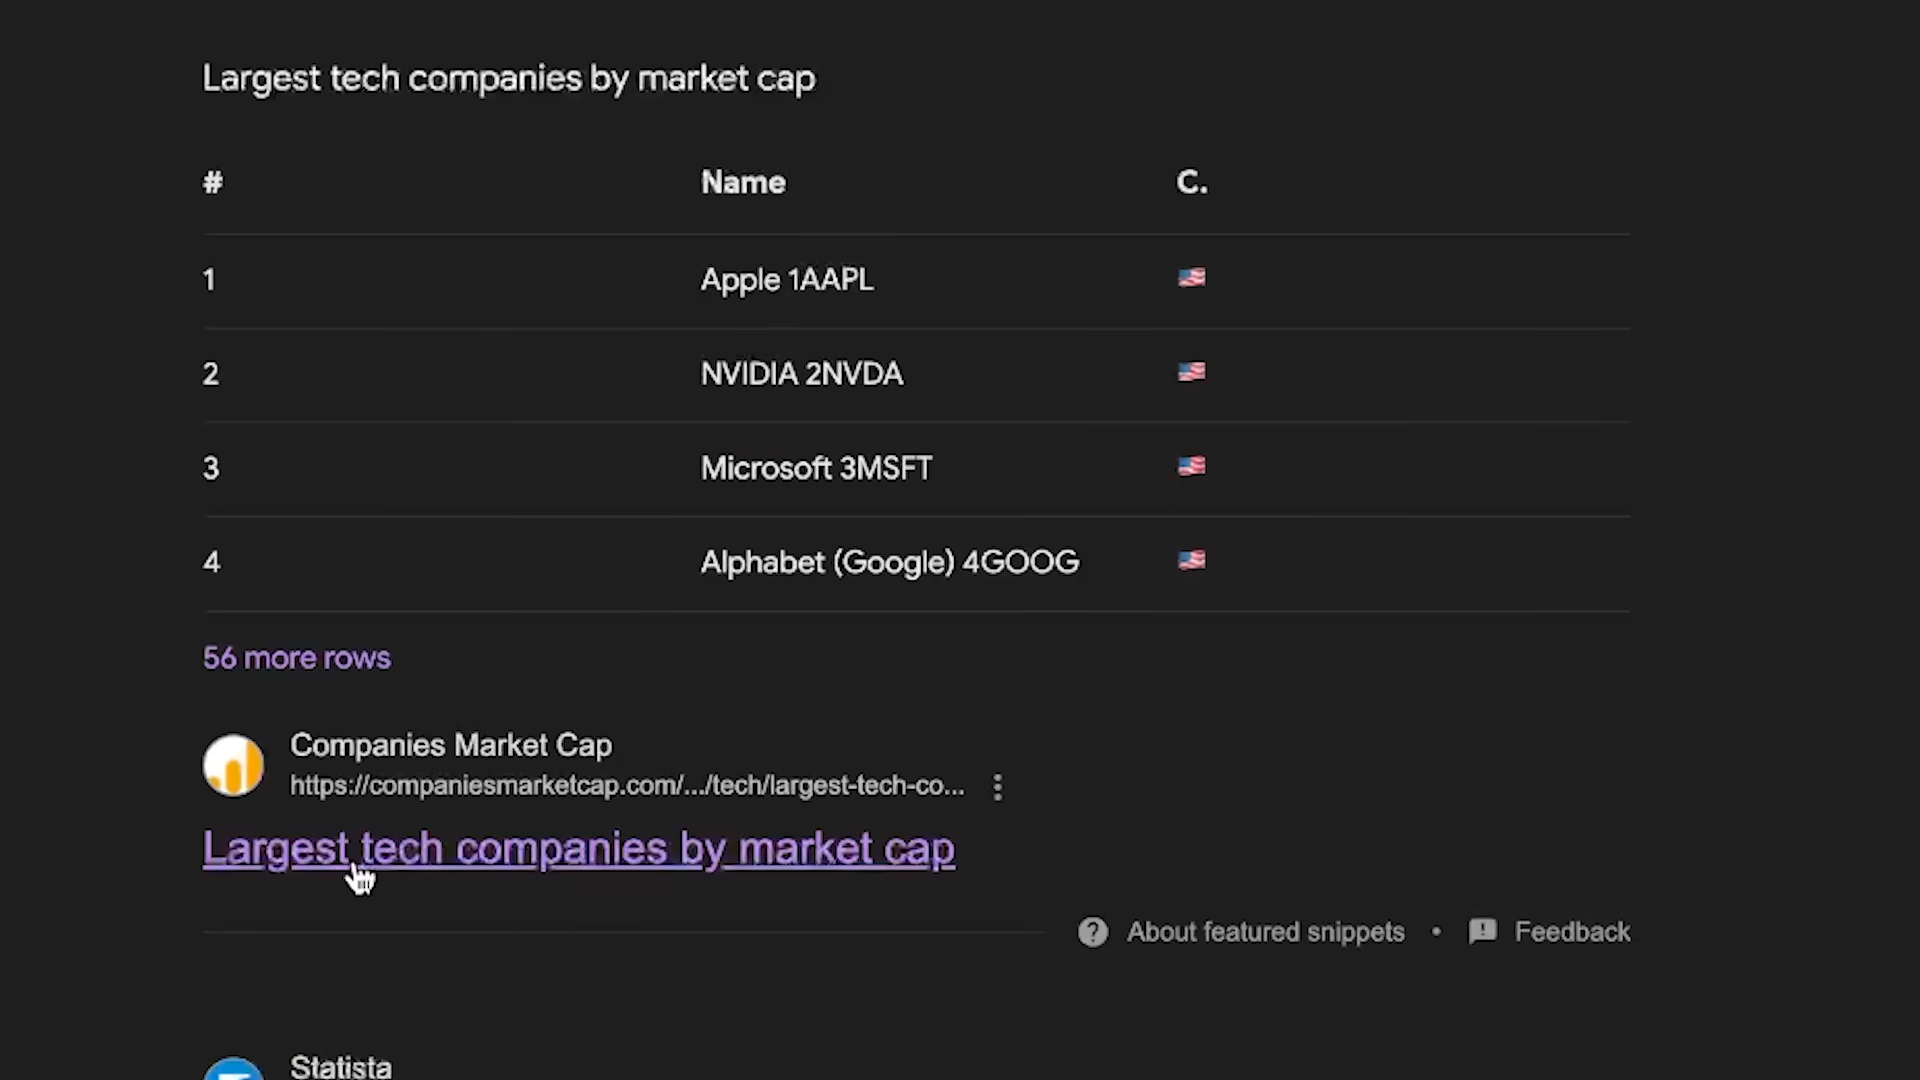 Largest tech companies by market cap
# Name C.
1 Apple 1AAPL
2 NVIDIA 2NVDA
3 Microsoft 3MSFT
4 Alphabet (Google) 4GOOG
56 more rows
Companies Market Cap
https://companiesmarketcap.com/.../tech/largest-tech-co...
Largest tech companies by market cap
About featured snippets • Feedback
Statista